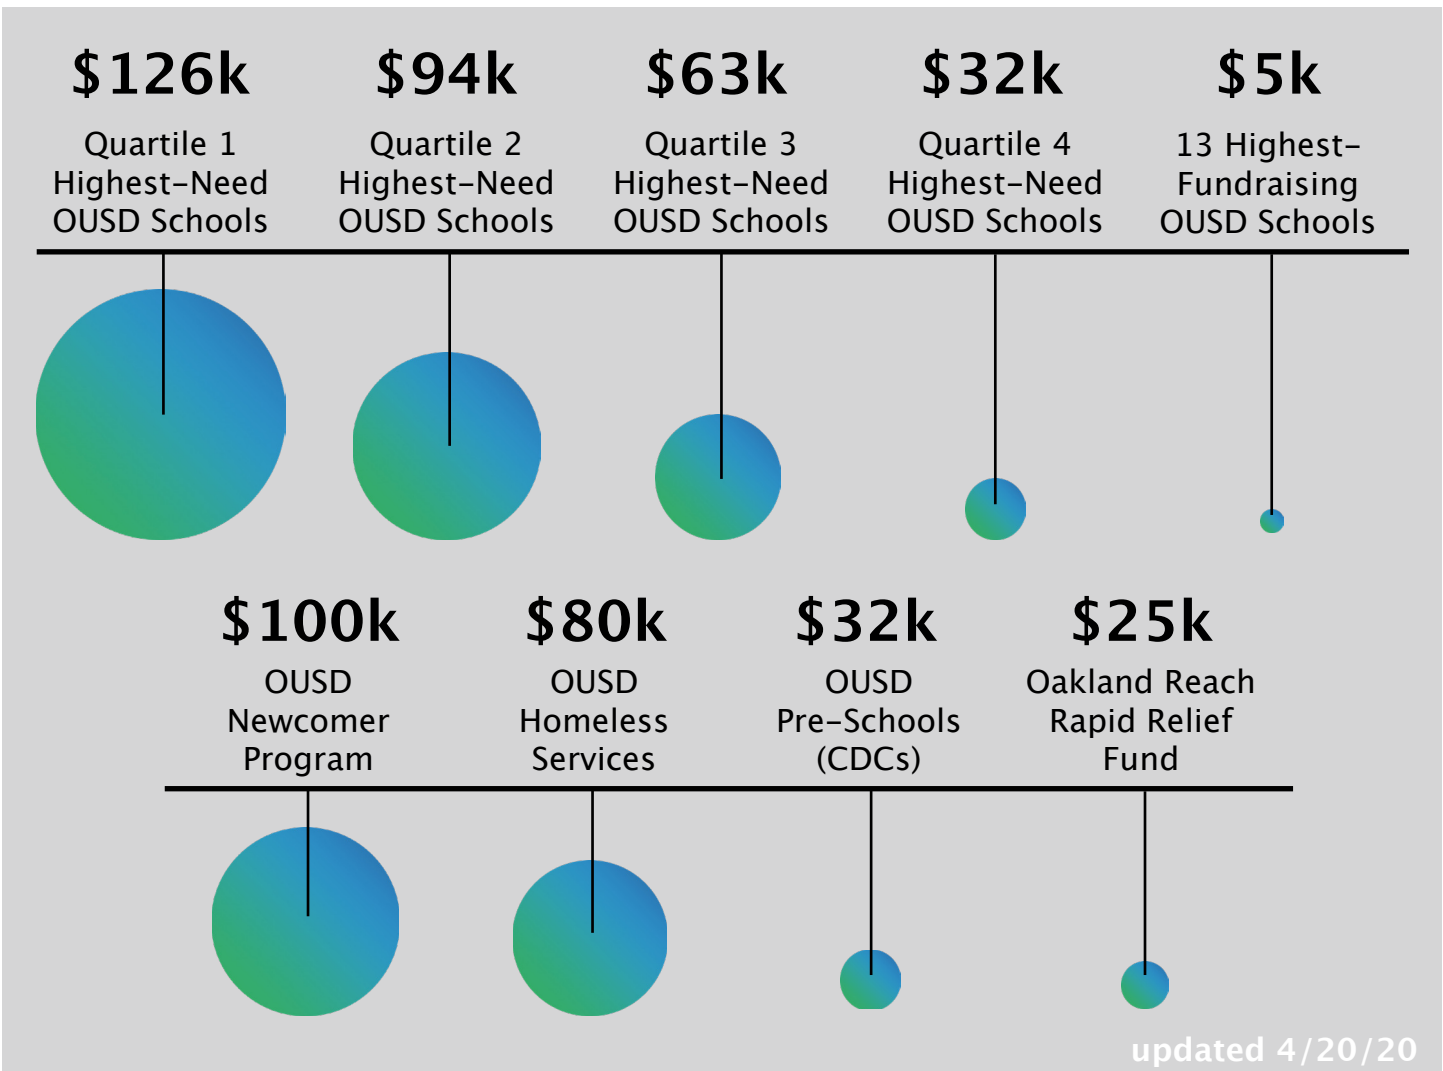 $126k
Quartile 1
Highest-Need
OUSD Schools
$94k
Quartile 2
Highest-Need
OUSD Schools
$63k
Quartile 3
Highest-Need
OUSD Schools
$32k
Quartile 4
Highest-Need
OUSD Schools
$5k
13 Highest-
Fundraising
OUSD Schools
$100k
OUSD
Newcomer
Program
$80k
OUSD
Homeless
Services
$32k
OUSD
Pre-Schools
(CDCs)
$25k
Oakland Reach
Rapid Relief
Fund
updated 4/20/20